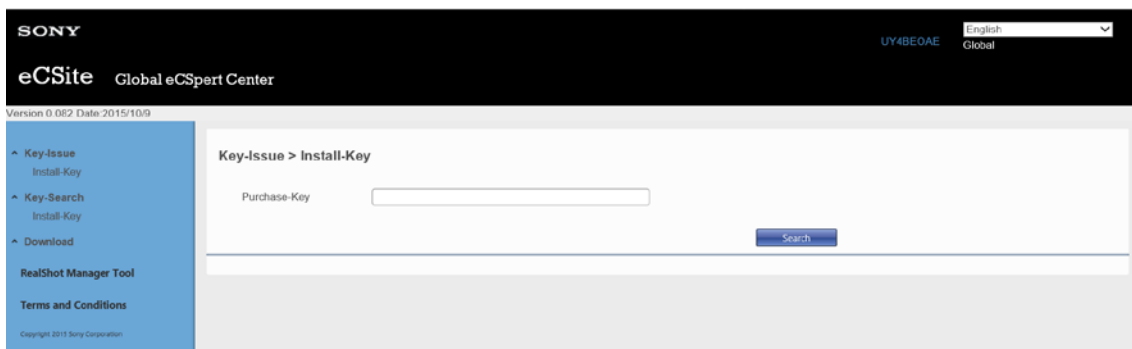 SONY
UY4BE0AE
English
Global
eCSite Global eCSpert Center
Version 0.082 Date:2015/10/9
Key-Issue
Install-Key
Key-Search
Install-Key
Download
RealShot Manager Tool
Terms and Conditions
Copyright 2015 Sony Corporation
Key-Issue > Install-Key
Purchase-Key
Search